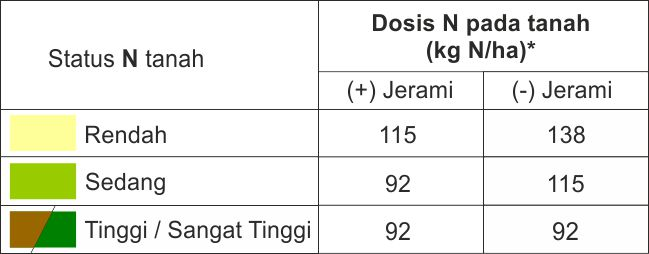 Status N tanah
Dosis N pada tanah
(kg N/ha)*
(+) Jerami
(-) Jerami
Rendah 115 138
Sedang 92 115
Tinggi / Sangat Tinggi 92 92